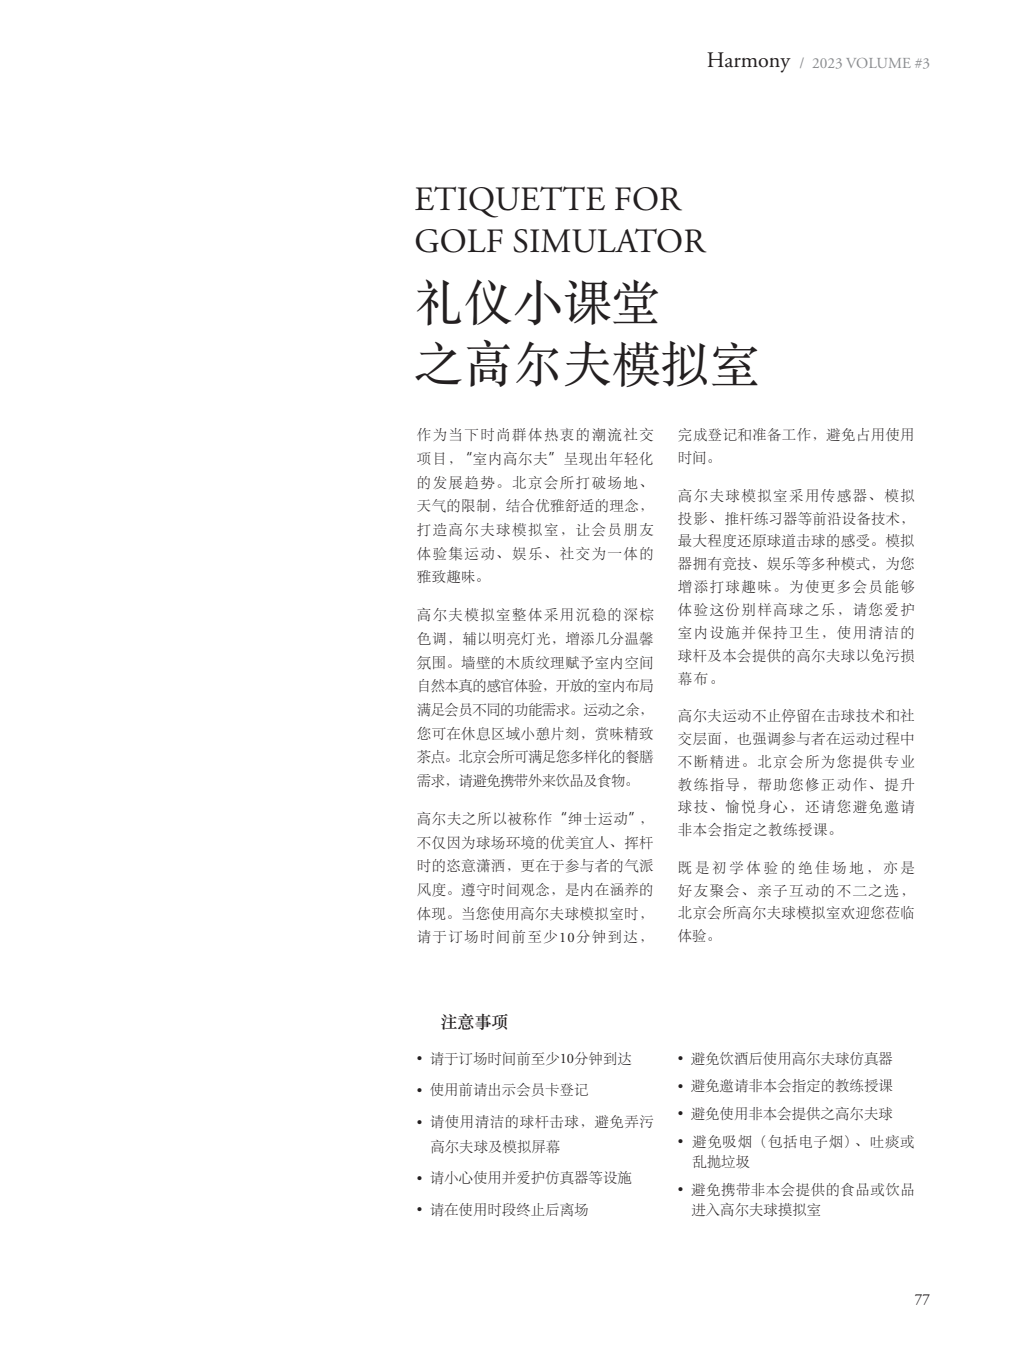 Harmony / 2023 VOLUME #3
ETIQUETTE FOR
GOLF SIMULATOR
礼仪小课堂
之高尔夫模拟室
作为当下时尚群体热衷的潮流社交
项目，“室内高尔夫”呈现出年轻化
的发展趋势。北京会所打破场地、
天气的限制，结合优雅舒适的理念，
打造高尔夫球模拟室，让会员朋友
体验集运动、娱乐、社交为一体的
雅致趣味。
高尔夫模拟室整体采用沉稳的深棕
色调，辅以明亮灯光，增添几分温馨
氛围。墙壁的木质纹理赋予室内空间
自然本真的感官体验，开放的室内布局
满足会员不同的功能需求。运动之余，
您可在休息区域小憩片刻，赏味精致
茶点。北京会所可满足您多样化的餐膳
需求，请避免携带外来饮品及食物。
高尔夫之所以被称作“绅士运动”，
不仅因为球场环境的优美宜人、挥杆
时的恣意潇洒，更在于参与者的气派
风度。遵守时间观念，是内在涵养的
体现。当您使用高尔夫球模拟室时，
请于订场时间前至少10分钟到达，
完成登记和准备工作，避免占用使用
时间。
高尔夫球模拟室采用传感器、模拟
投影、推杆练习器等前沿设备技术，
最大程度还原球道击球的感受。模拟
器拥有竞技、娱乐等多种模式，为您
增添打球趣味。为使更多会员能够
体验这份别样高球之乐，请您爱护
室内设施并保持卫生，使用清洁的
球杆及本会提供的高尔夫球以免污损
幕布。
高尔夫运动不止停留在击球技术和社
交层面，也强调参与者在运动过程中
不断精进。北京会所为您提供专业
教练指导，帮助您修正动作、提升
球技、愉悦身心，还请您避免邀请
非本会指定之教练授课。
既是初学体验的绝佳场地，亦是
好友聚会、亲子互动的不二之选，
北京会所高尔夫球模拟室欢迎您莅临
体验。
注意事项
• 请于订场时间前至少10分钟到达
• 使用前请出示会员卡登记
• 请使用清洁的球杆击球，避免弄污
高尔夫球及模拟屏幕
• 请小心使用并爱护仿真器等设施
• 请在使用时段终止后离场
• 避免饮酒后使用高尔夫球仿真器
• 避免邀请非本会指定的教练授课
• 避免使用非本会提供之高尔夫球
• 避免吸烟（包括电子烟）、吐痰或
乱抛垃圾
• 避免携带非本会提供的食品或饮品
进入高尔夫球摸拟室
77